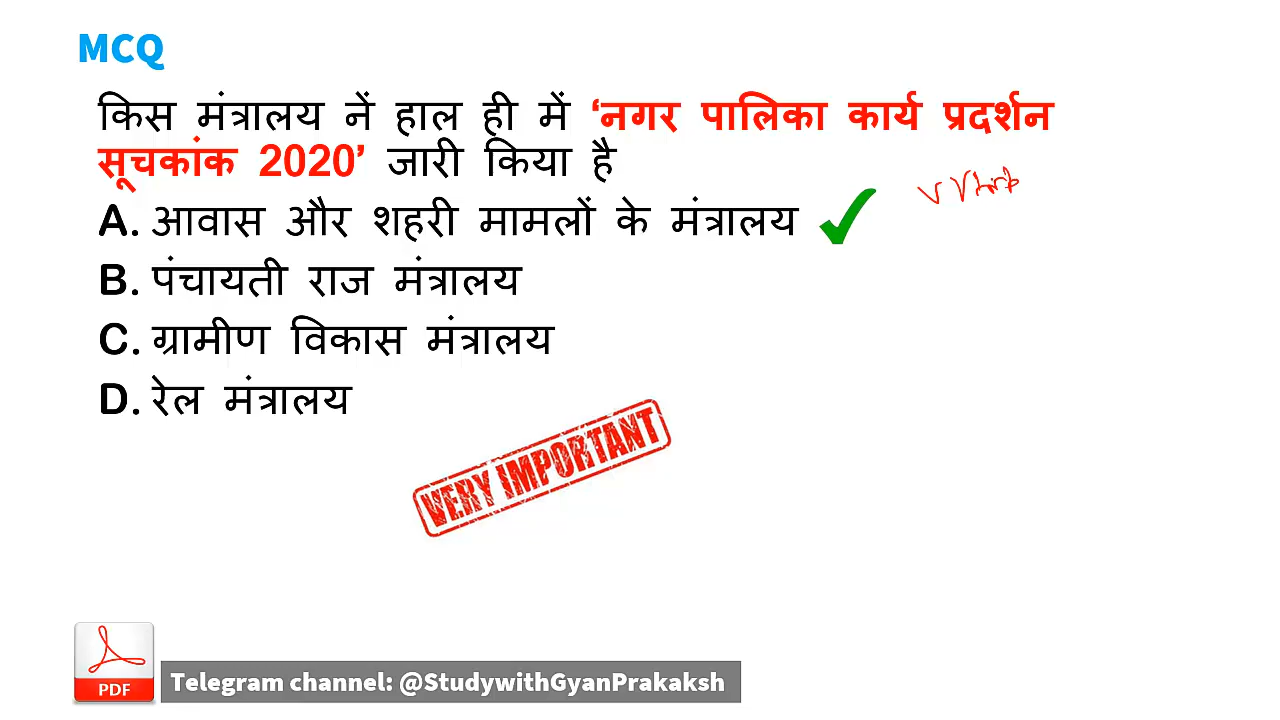 MCQ
किस मंत्रालय नें हाल ही में ‘नगर पालिका कार्य प्रदर्शन
सूचकांक 2020’ जारी किया है
A. आवास और शहरी मामलों के मंत्रालय
B. पंचायती राज मंत्रालय
C. ग्रामीण विकास मंत्रालय
D. रेल मंत्रालय
VERY IMPORTANT
PDF
Telegram channel: @StudywithGyanPrakaksh